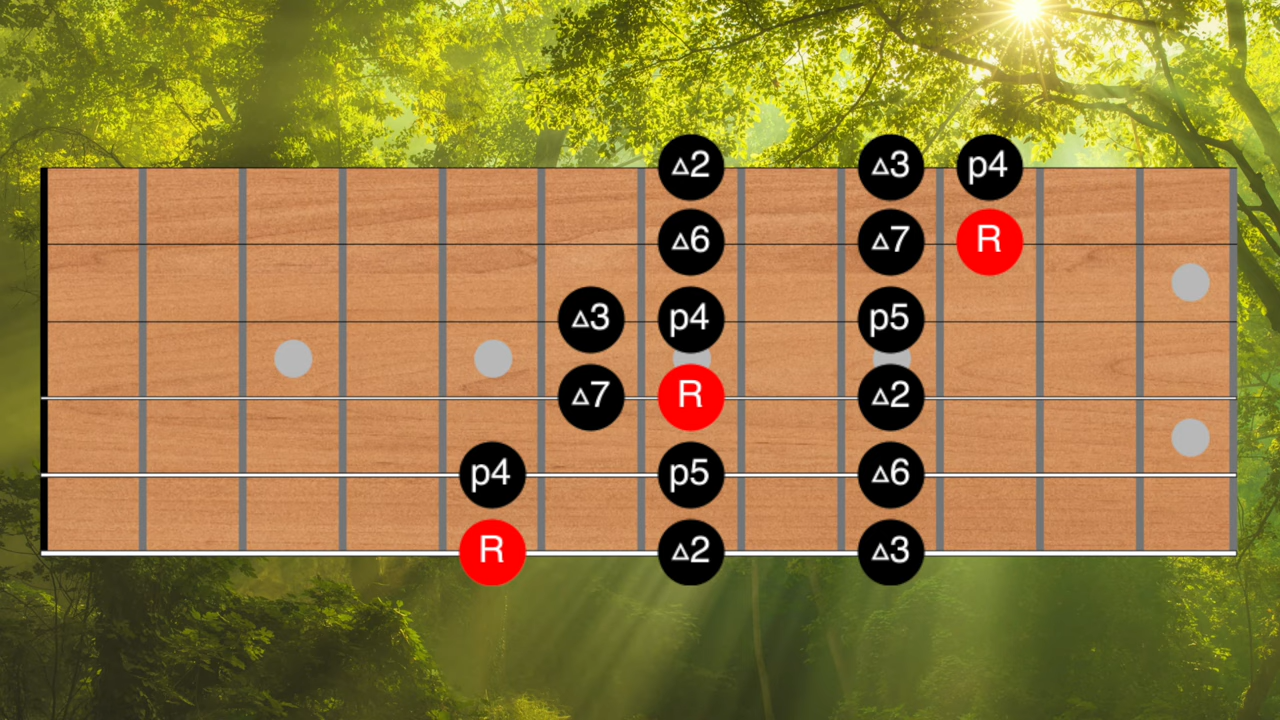 △2 △3 p4
△6 △7 R
△3 p4 p5
△7 R △2
p4 p5 △6
R △2 △3